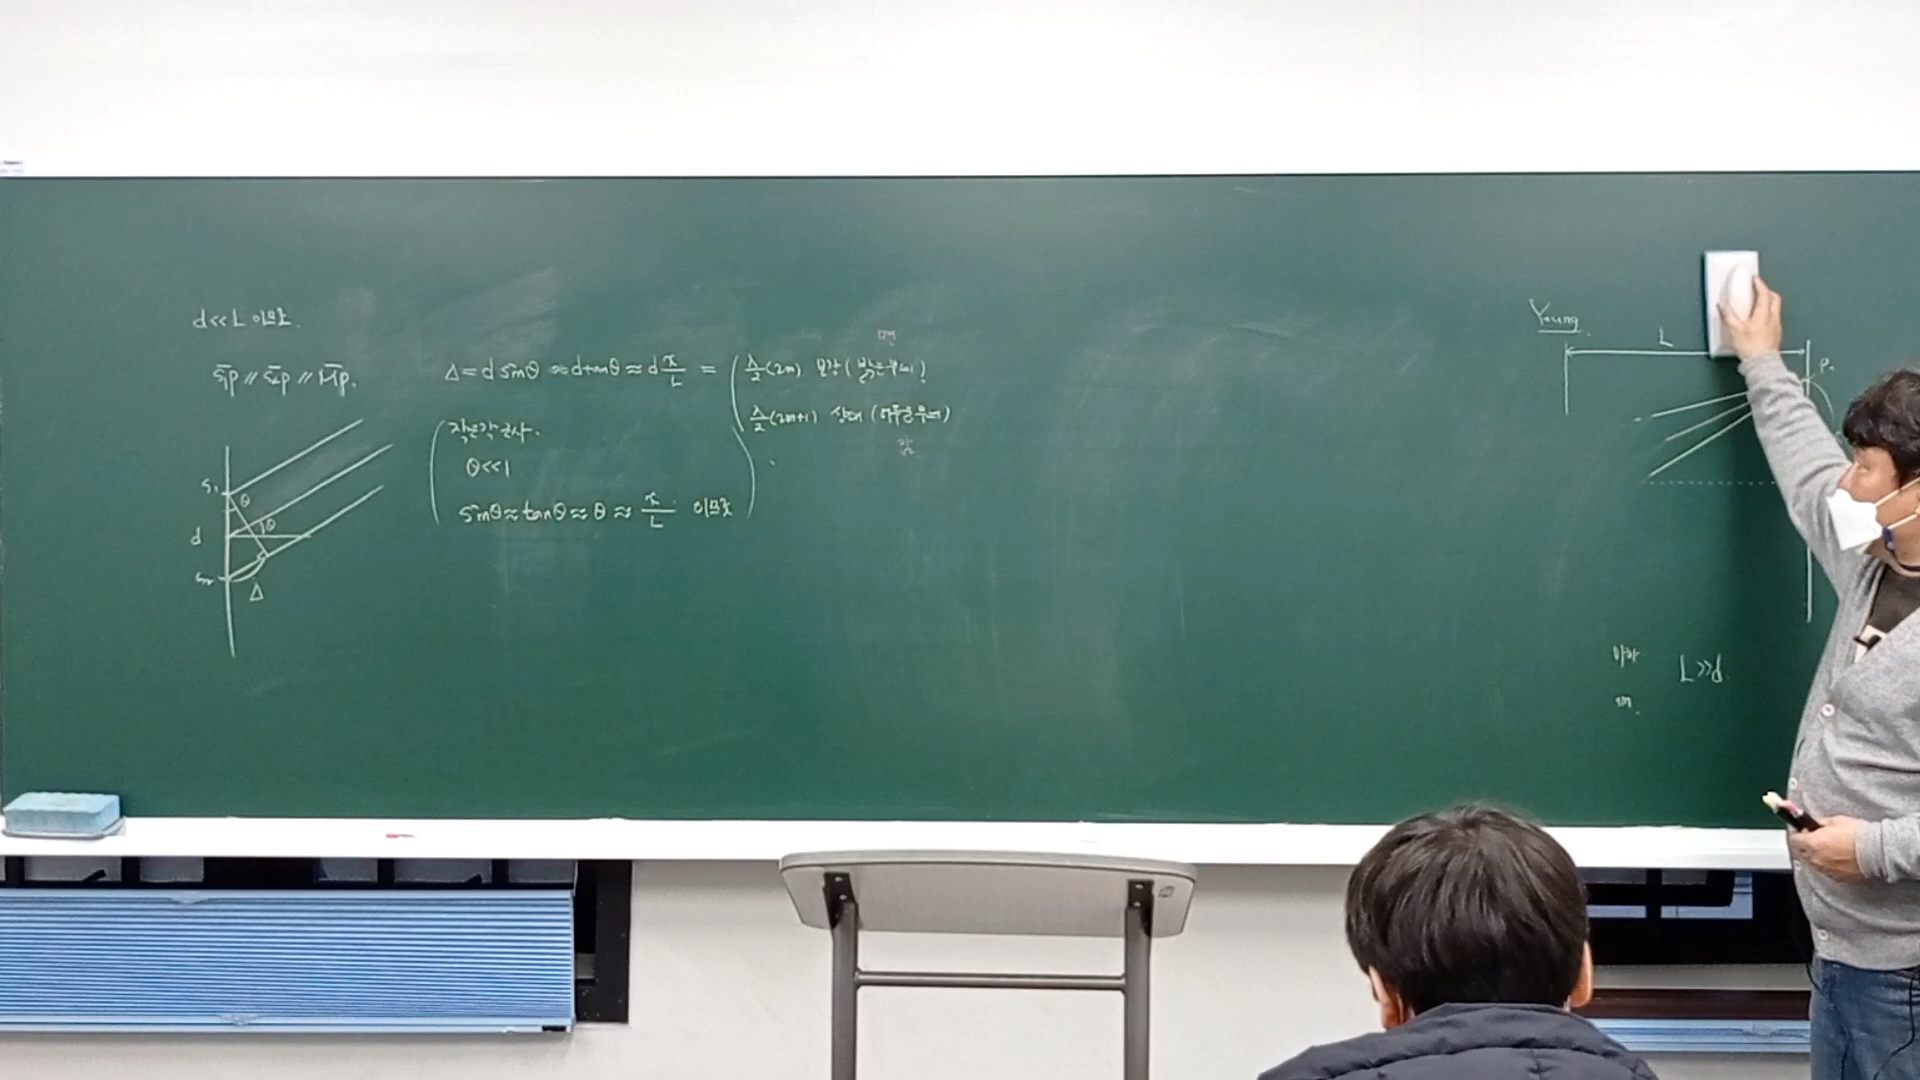 d<<L 이므로.
S₁P // S₂P // MP.
Δ = d sinθ ≈ dtanθ ≈ d x/L = λ/2 (2m) 보강 (밝은무늬)
λ/2 (2m+1) 상쇄 (어두운무늬)
작은각 근사.
θ<<1
sinθ ≈ tanθ ≈ θ ≈ x/L 이므로
S₁
θ
θ
d
S₂
Δ
Young
L
P.
L>>d.